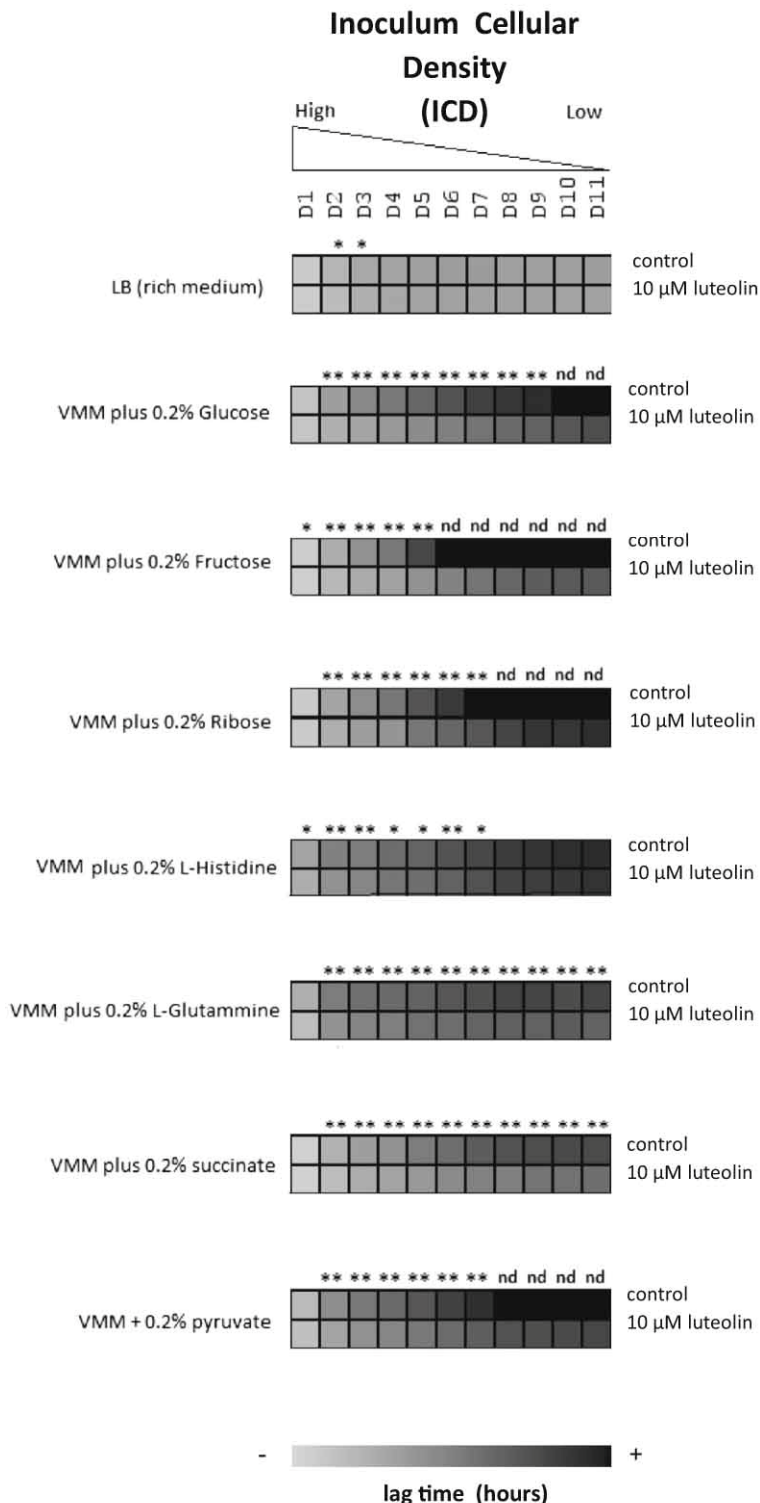 Inoculum Cellular
Density
(ICD)
High Low
D1 D2 D3 D4 D5 D6 D7 D8 D9 D10 D11
* *
LB (rich medium) control
10 µM luteolin
** ** ** ** ** ** ** ** nd nd
VMM plus 0.2% Glucose control
10 µM luteolin
* ** ** ** ** nd nd nd nd nd nd
VMM plus 0.2% Fructose control
10 µM luteolin
** ** ** ** ** ** nd nd nd nd
VMM plus 0.2% Ribose control
10 µM luteolin
* ** ** * * ** *
VMM plus 0.2% L-Histidine control
10 µM luteolin
** ** ** ** ** ** ** ** ** **
VMM plus 0.2% L-Glutammine control
10 µM luteolin
** ** ** ** ** ** ** ** ** **
VMM plus 0.2% succinate control
10 µM luteolin
** ** ** ** ** ** nd nd nd nd
VMM + 0.2% pyruvate control
10 µM luteolin
- +
lag time (hours)